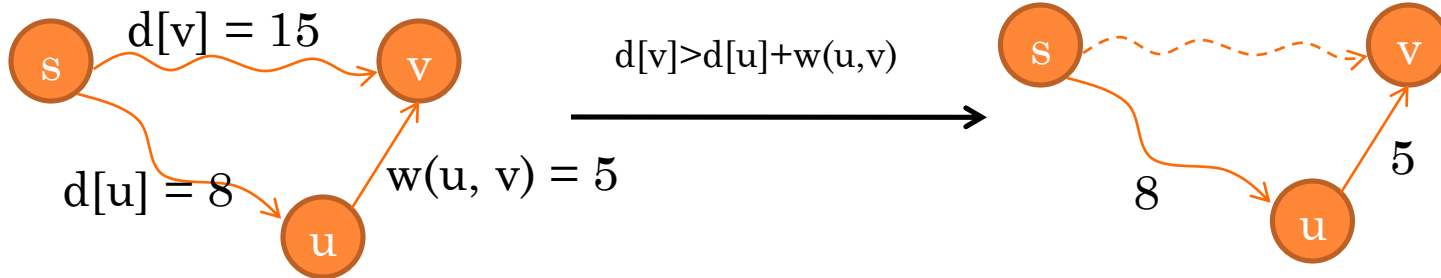 d[v] = 15
s
v
d[u] = 8
w(u, v) = 5
u
d[v]>d[u]+w(u,v)
s
v
8
5
u